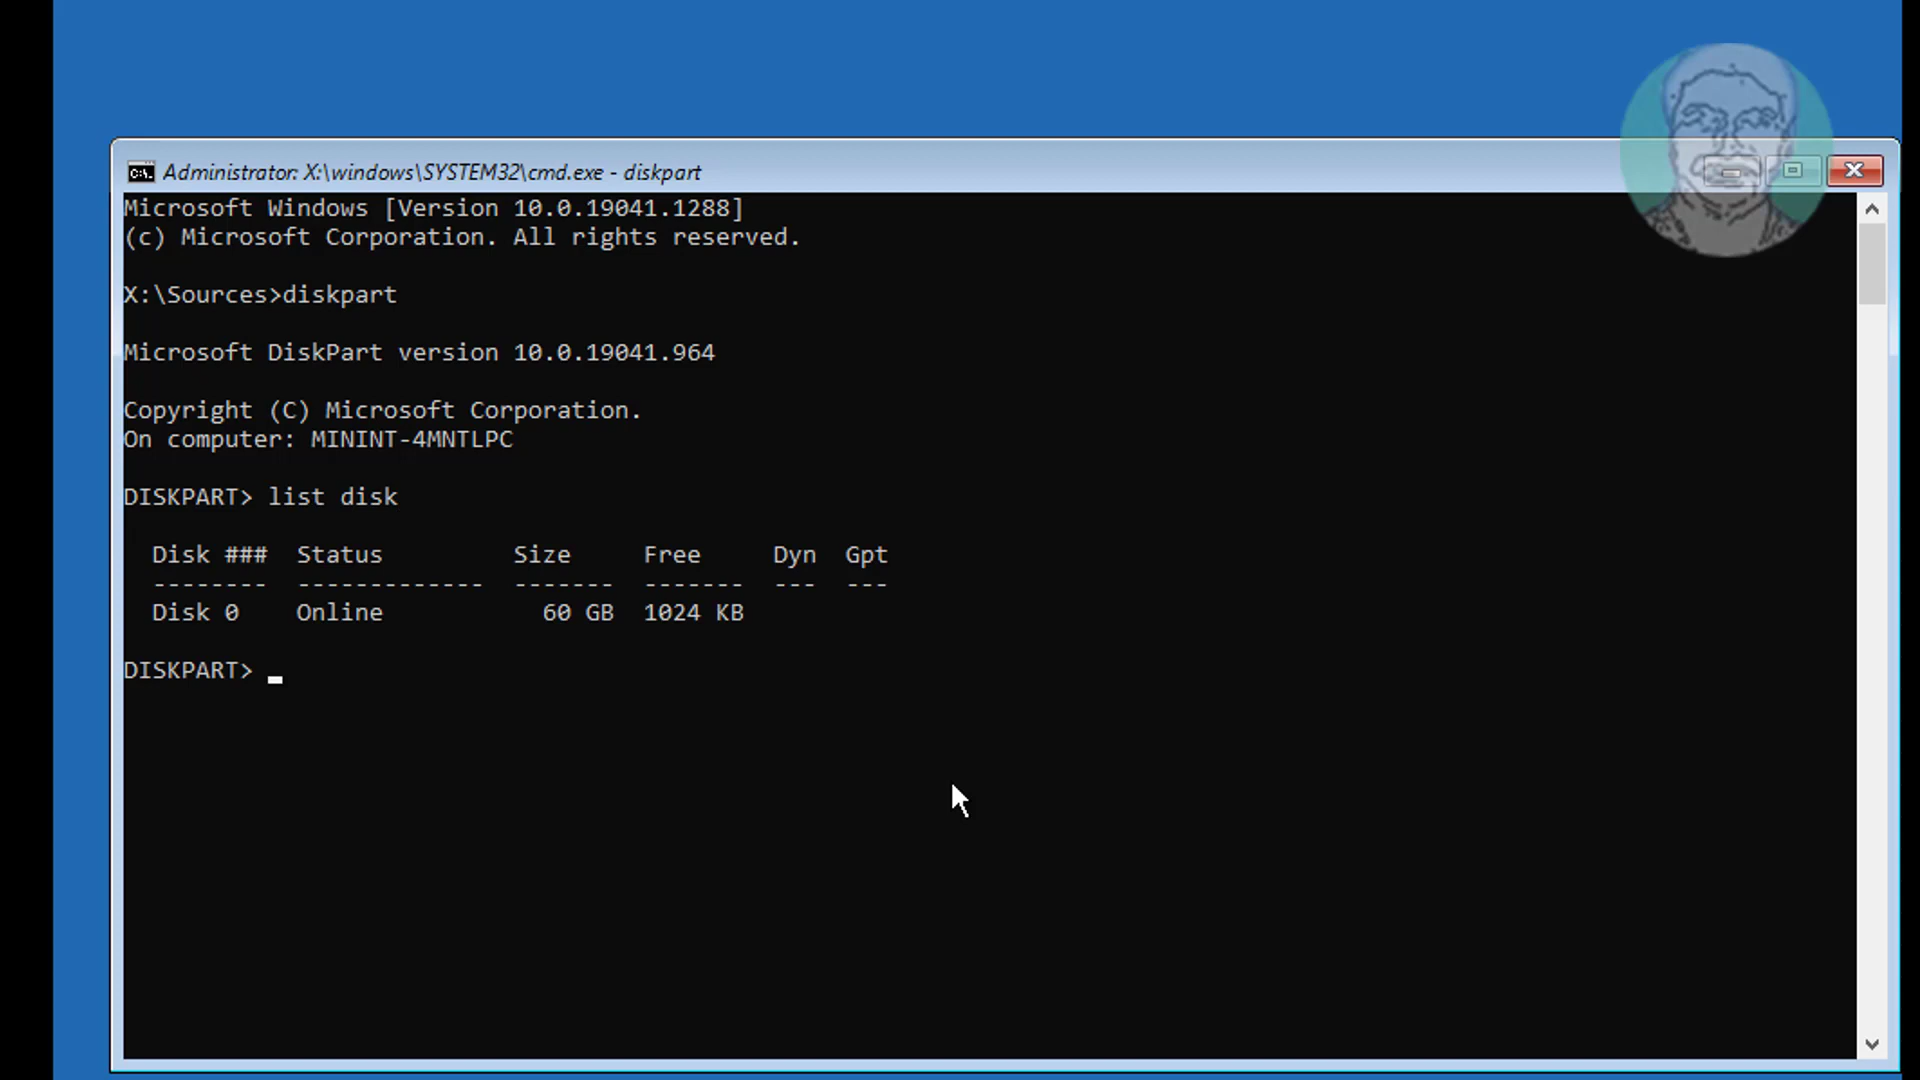 Administrator: X:\windows\SYSTEM32\cmd.exe - diskpart
Microsoft Windows [Version 10.0.19041.1288]
(c) Microsoft Corporation. All rights reserved.
X:\Sources>diskpart
Microsoft DiskPart version 10.0.19041.964
Copyright (C) Microsoft Corporation.
On computer: MININT-4MNTLPC
DISKPART> list disk
Disk ### Status Size Free Dyn Gpt
-------- ------------- ------- ------- --- ---
Disk 0 Online 60 GB 1024 KB
DISKPART>